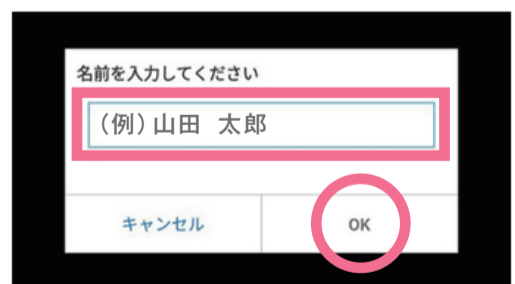 名前を入力してください
（例）山田　太郎
キャンセル
OK